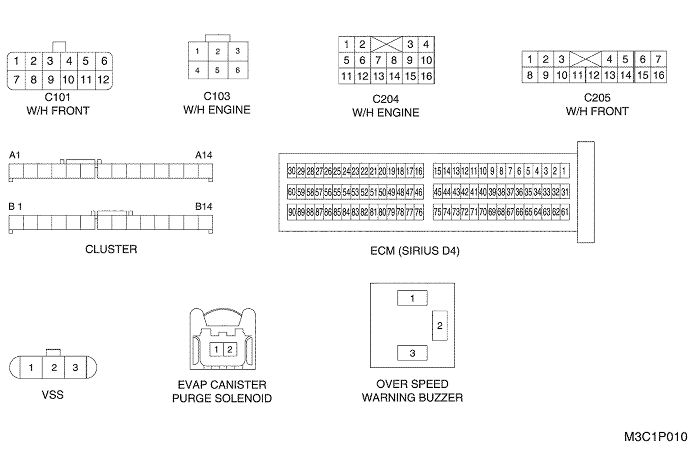 1 2 3 4 5 6
7 8 9 10 11 12
C101
W/H FRONT
1 2 3
4 5 6
C103
W/H ENGINE
1 2 3 4
5 6 7 8 9 10
11 12 13 14 15 16
C204
W/H ENGINE
1 2 3 4 5 6 7
8 9 10 11 12 13 14 15 16
C205
W/H FRONT
A1 A14
B 1 B14
CLUSTER
30 29 28 27 26 25 24 23 22 21 20 19 18 17 16 15 14 13 12 11 10 9 8 7 6 5 4 3 2 1
60 59 58 57 56 55 54 53 52 51 50 49 48 47 46 45 44 43 42 41 40 39 38 37 36 35 34 33 32 31
90 89 88 87 86 85 84 83 82 81 80 79 78 77 76 75 74 73 72 71 70 69 68 67 66 65 64 63 62 61
ECM (SIRIUS D4)
1 2 3
VSS
1 2
EVAP CANISTER
PURGE SOLENOID
1
2
3
OVER SPEED
WARNING BUZZER
M3C1P010